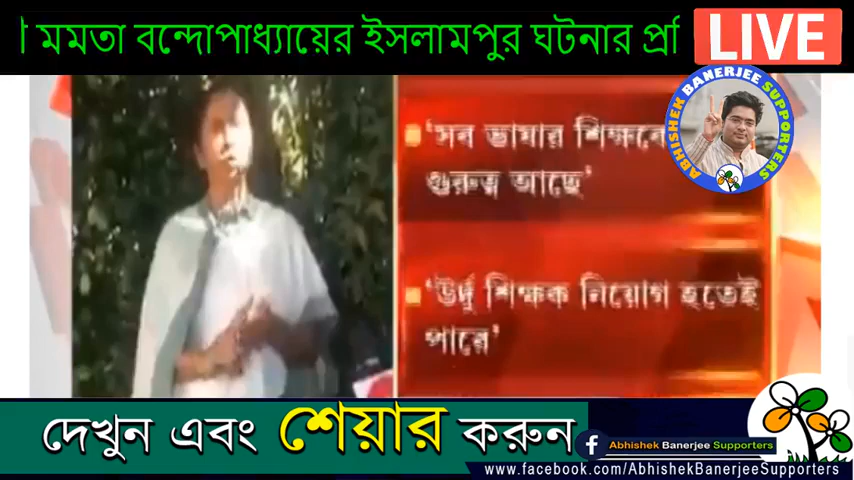 মমতা বন্দোপাধ্যায়ের ইসলামপুর ঘটনার প্রতি
LIVE
ABHISHEK BANERJEE SUPPORTERS
'সব ভাষার
গুরুত্ব আছে'
'উর্দু শিক্ষক নিয়োগ হতেই
পারে'
দেখুন এবং শেয়ার করুন
Abhishek Banerjee Supporters
www.facebook.com/AbhishekBanerjeeSupporters